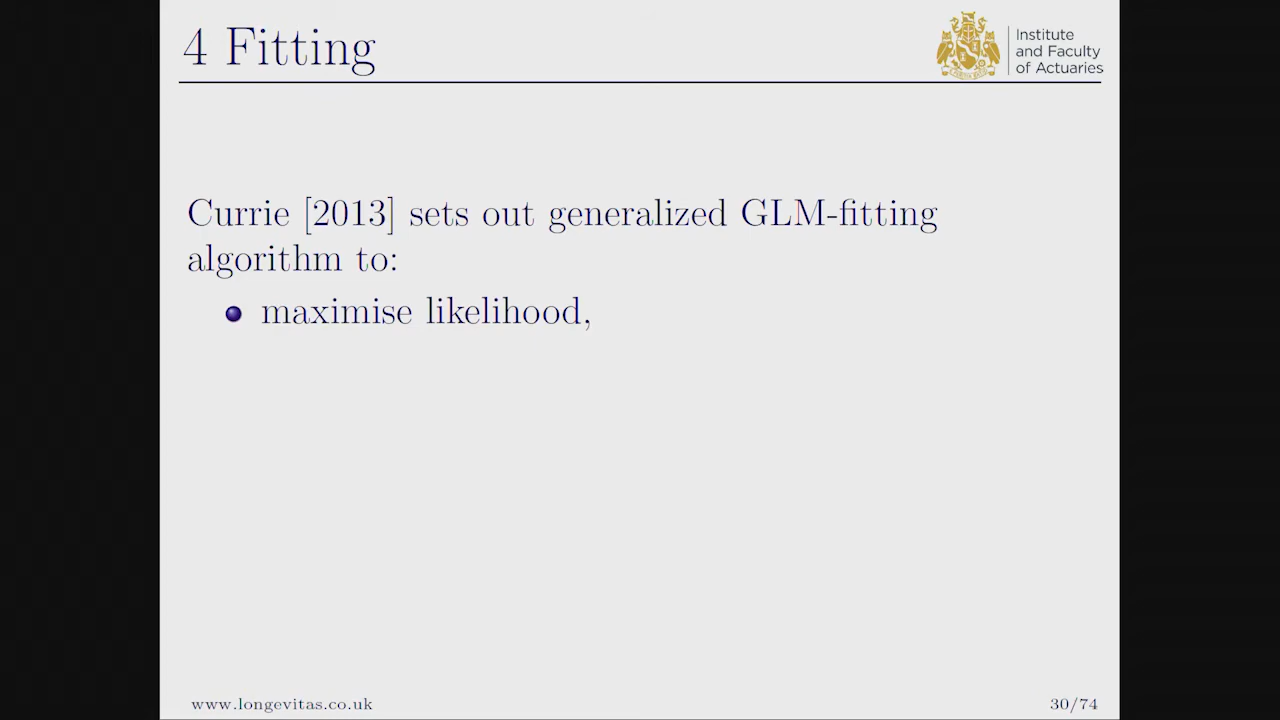 4 Fitting
Institute
and Faculty
of Actuaries
Currie [2013] sets out generalized GLM-fitting
algorithm to:
maximise likelihood,
www.longevitas.co.uk
30/74